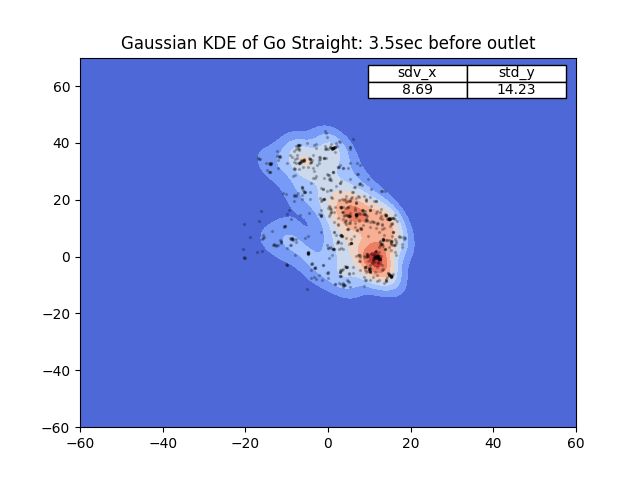 Gaussian KDE of Go Straight: 3.5sec before outlet
sdv_x std_y
8.69 14.23
60
40
20
0
−20
−40
−60
−60 −40 −20 0 20 40 60